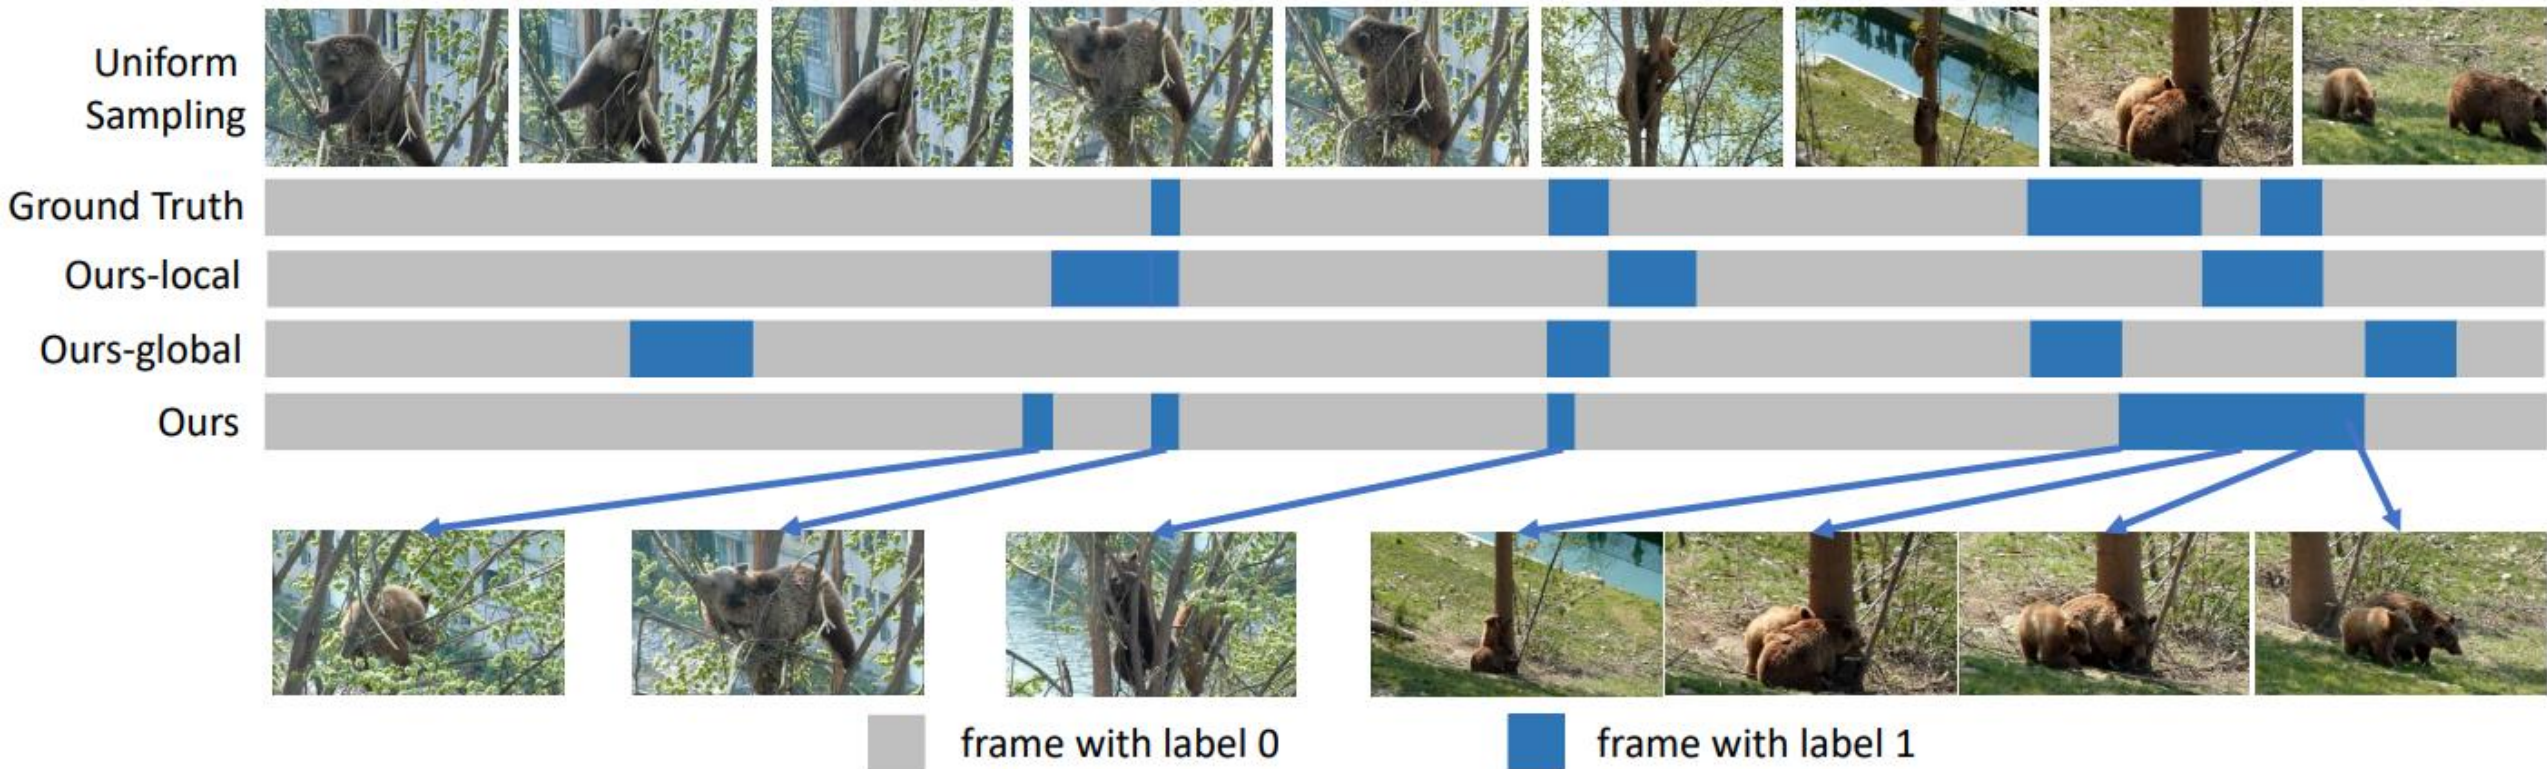 Uniform
Sampling
Ground Truth
Ours-local
Ours-global
Ours
frame with label 0
frame with label 1